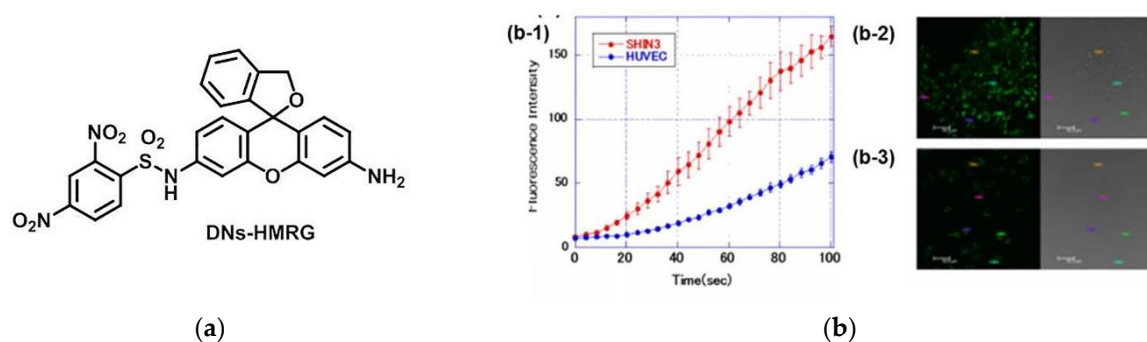 NO₂
O₂
S
N
H
O₂N
O
O
NH₂
DNs-HMRG
(a)
(b-1)
SHIN3
HUVEC
Fluorescence Intensity
150
100
50
0
0 20 40 60 80 100
Time(sec)
(b-2)
(b-3)
(b)